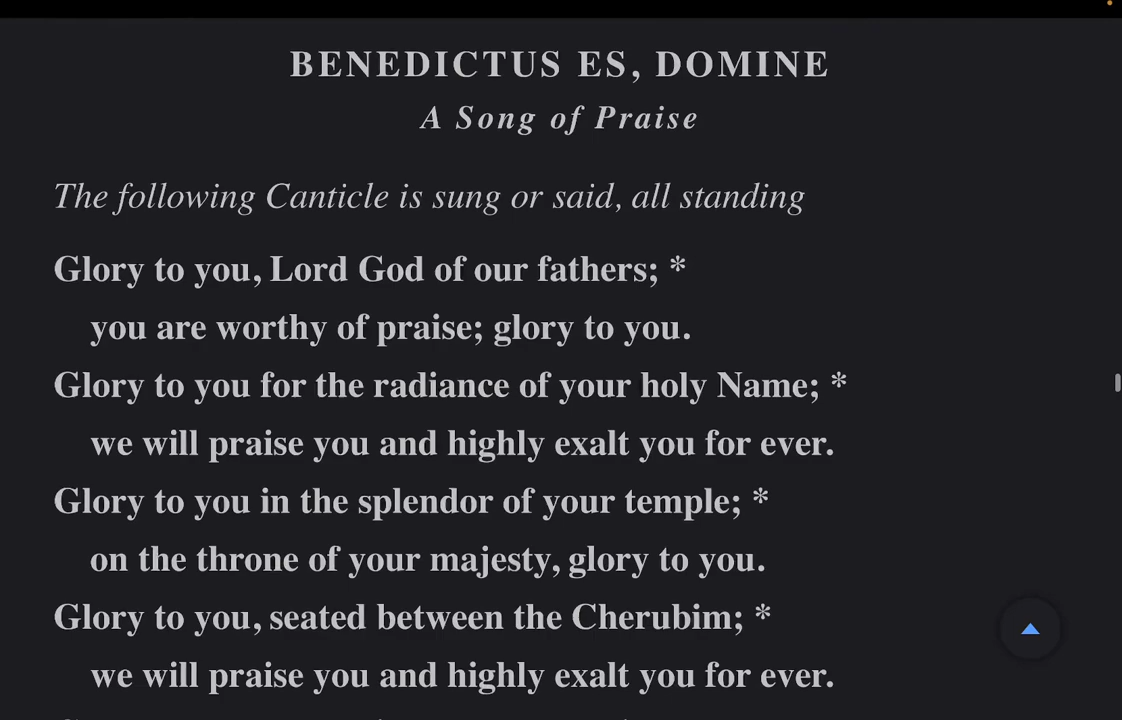 BENEDICTUS ES, DOMINE
A Song of Praise
The following Canticle is sung or said, all standing
Glory to you, Lord God of our fathers; *
you are worthy of praise; glory to you.
Glory to you for the radiance of your holy Name; *
we will praise you and highly exalt you for ever.
Glory to you in the splendor of your temple; *
on the throne of your majesty, glory to you.
Glory to you, seated between the Cherubim; *
we will praise you and highly exalt you for ever.